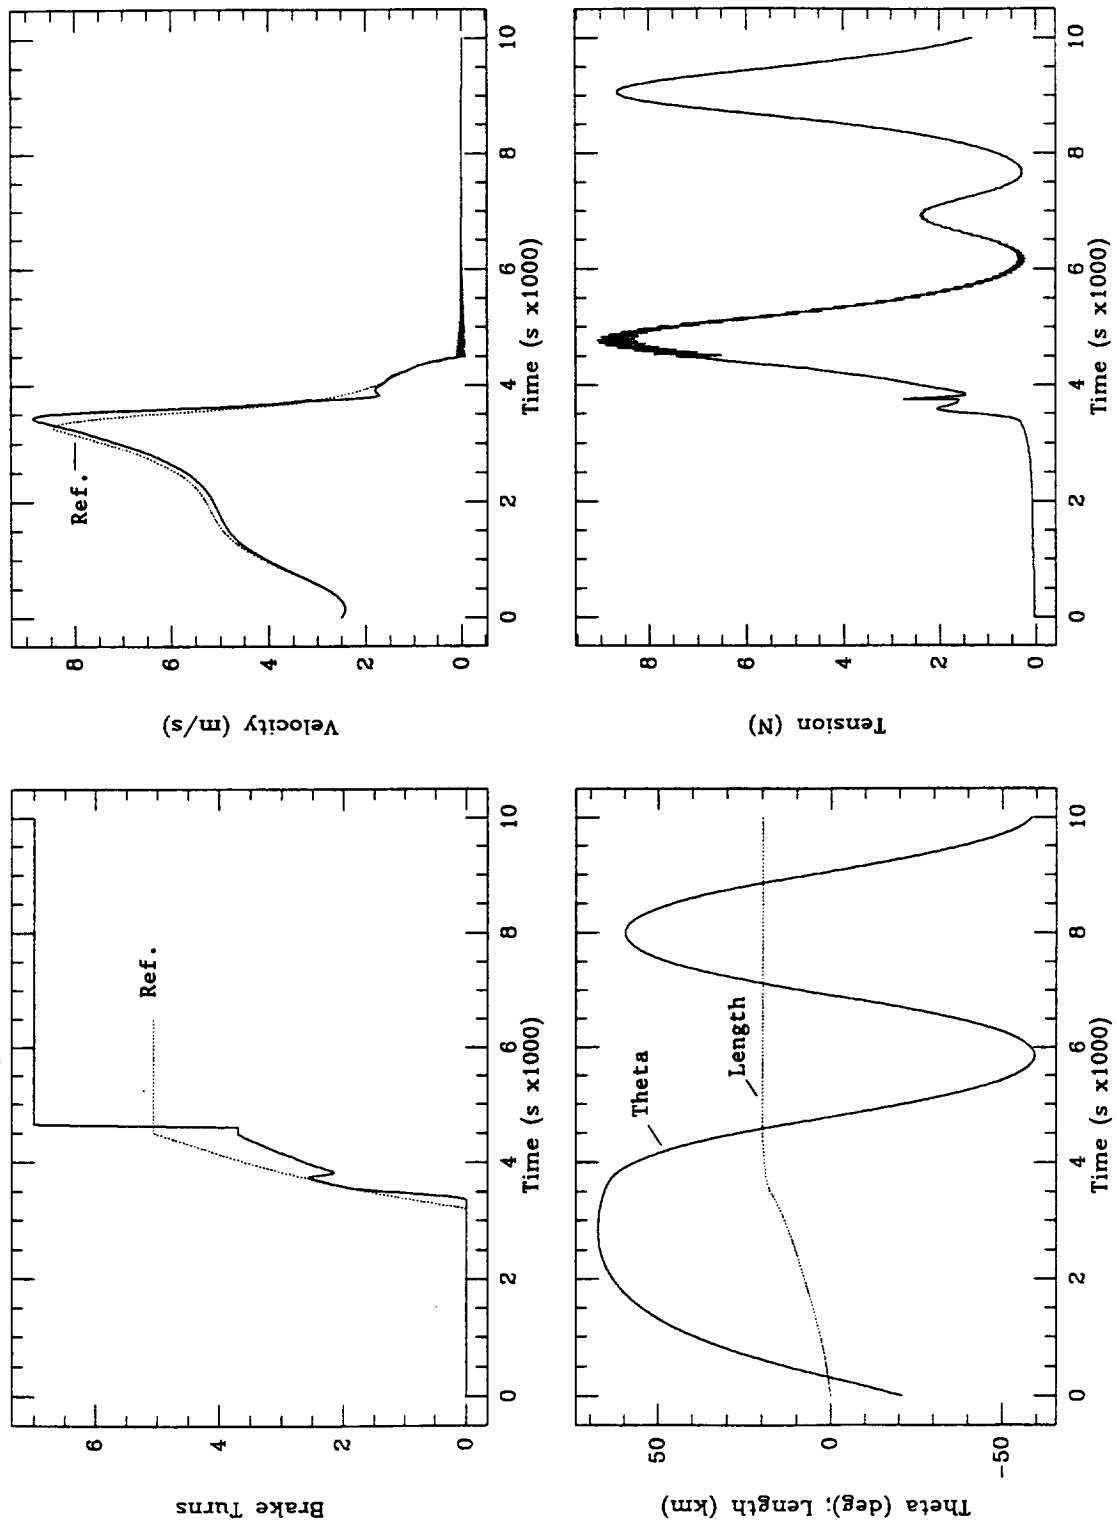 Brake Turns
6
4
2
0
Ref.
0 2 4 6 8 10
Time (s x1000)
Velocity (m/s)
8
6
4
2
0
Ref.
0 2 4 6 8 10
Time (s x1000)
Theta (deg); Length (km)
50
0
-50
Theta
Length
0 2 4 6 8 10
Time (s x1000)
Tension (N)
8
6
4
2
0
0 2 4 6 8 10
Time (s x1000)